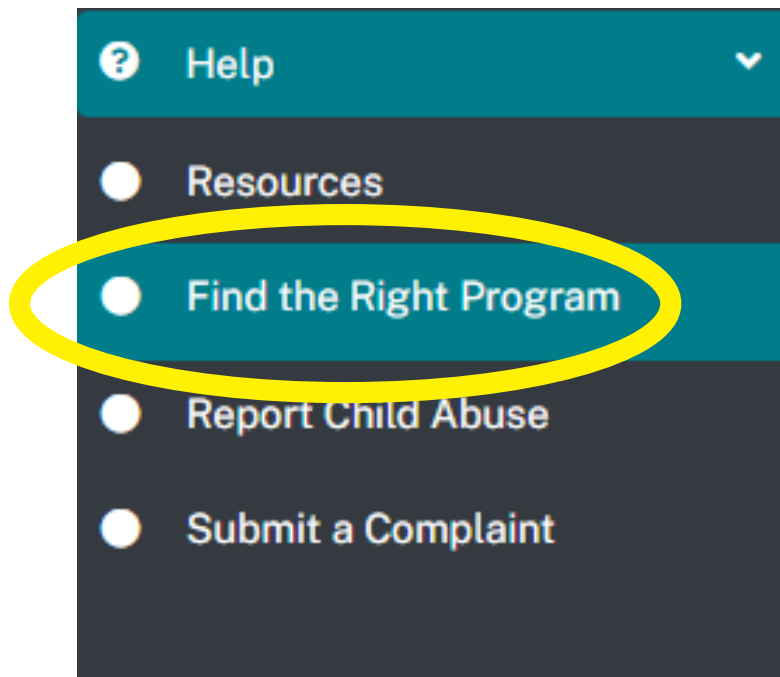 Help
Resources
Find the Right Program
Report Child Abuse
Submit a Complaint